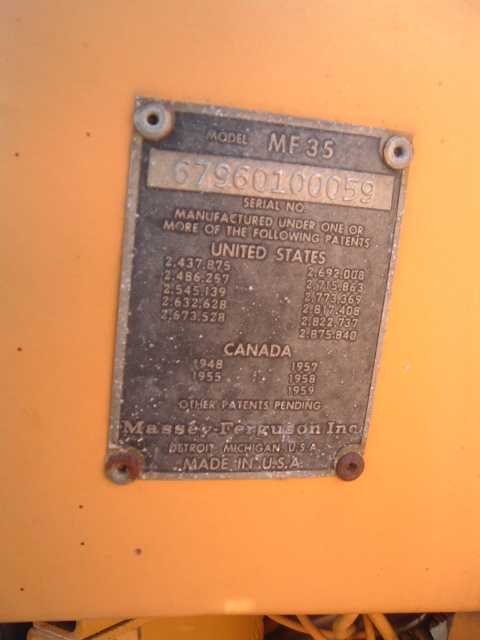 MODEL MF 35
67960100059
SERIAL NO.
MANUFACTURED UNDER ONE OR
MORE OF THE FOLLOWING PATENTS
UNITED STATES
2,437,875 2,692,008
2,486,257 2,715,863
2,545,139 2,773,369
2,632,628 2,817,408
2,673,528 2,822,737
2,875,840
CANADA
1948 1957
1955 1958
1959
OTHER PATENTS PENDING
Massey-Ferguson Inc.
DETROIT, MICHIGAN, U.S.A.
MADE IN U.S.A.